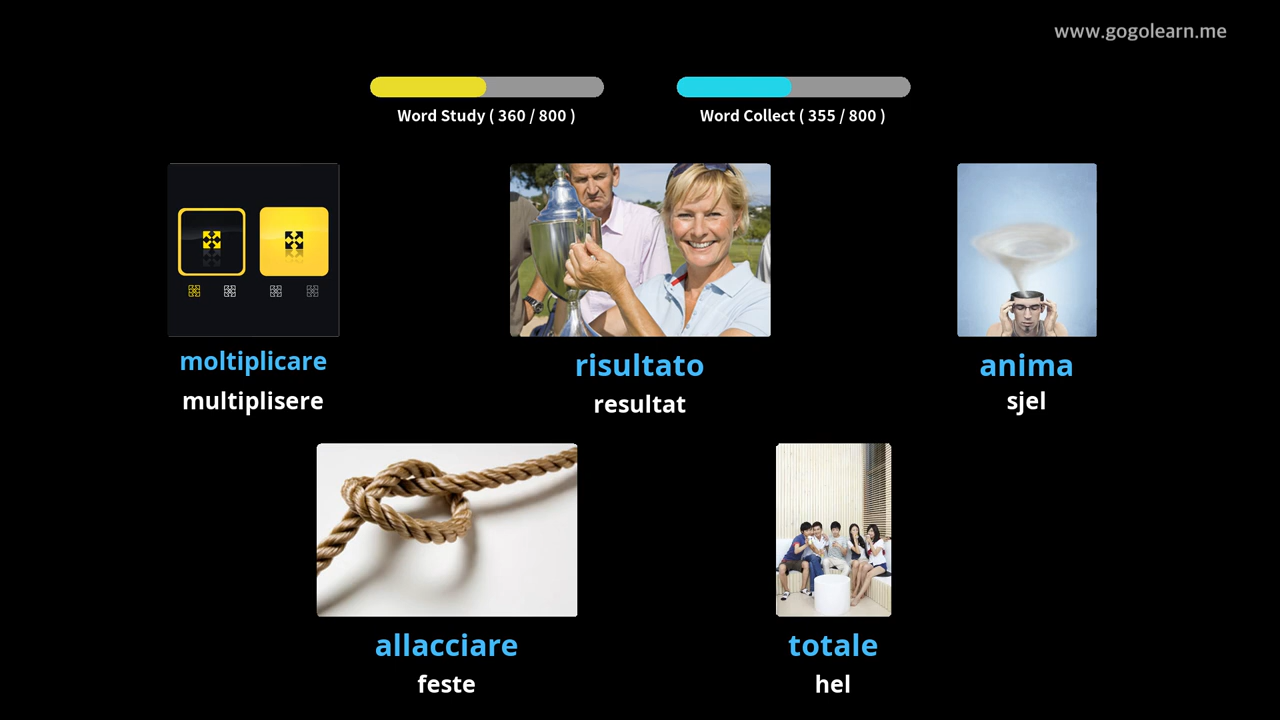 www.gogolearn.me
Word Study ( 360 / 800 )
Word Collect ( 355 / 800 )
moltiplicare
multiplisere
risultato
resultat
anima
sjel
allacciare
feste
totale
hel